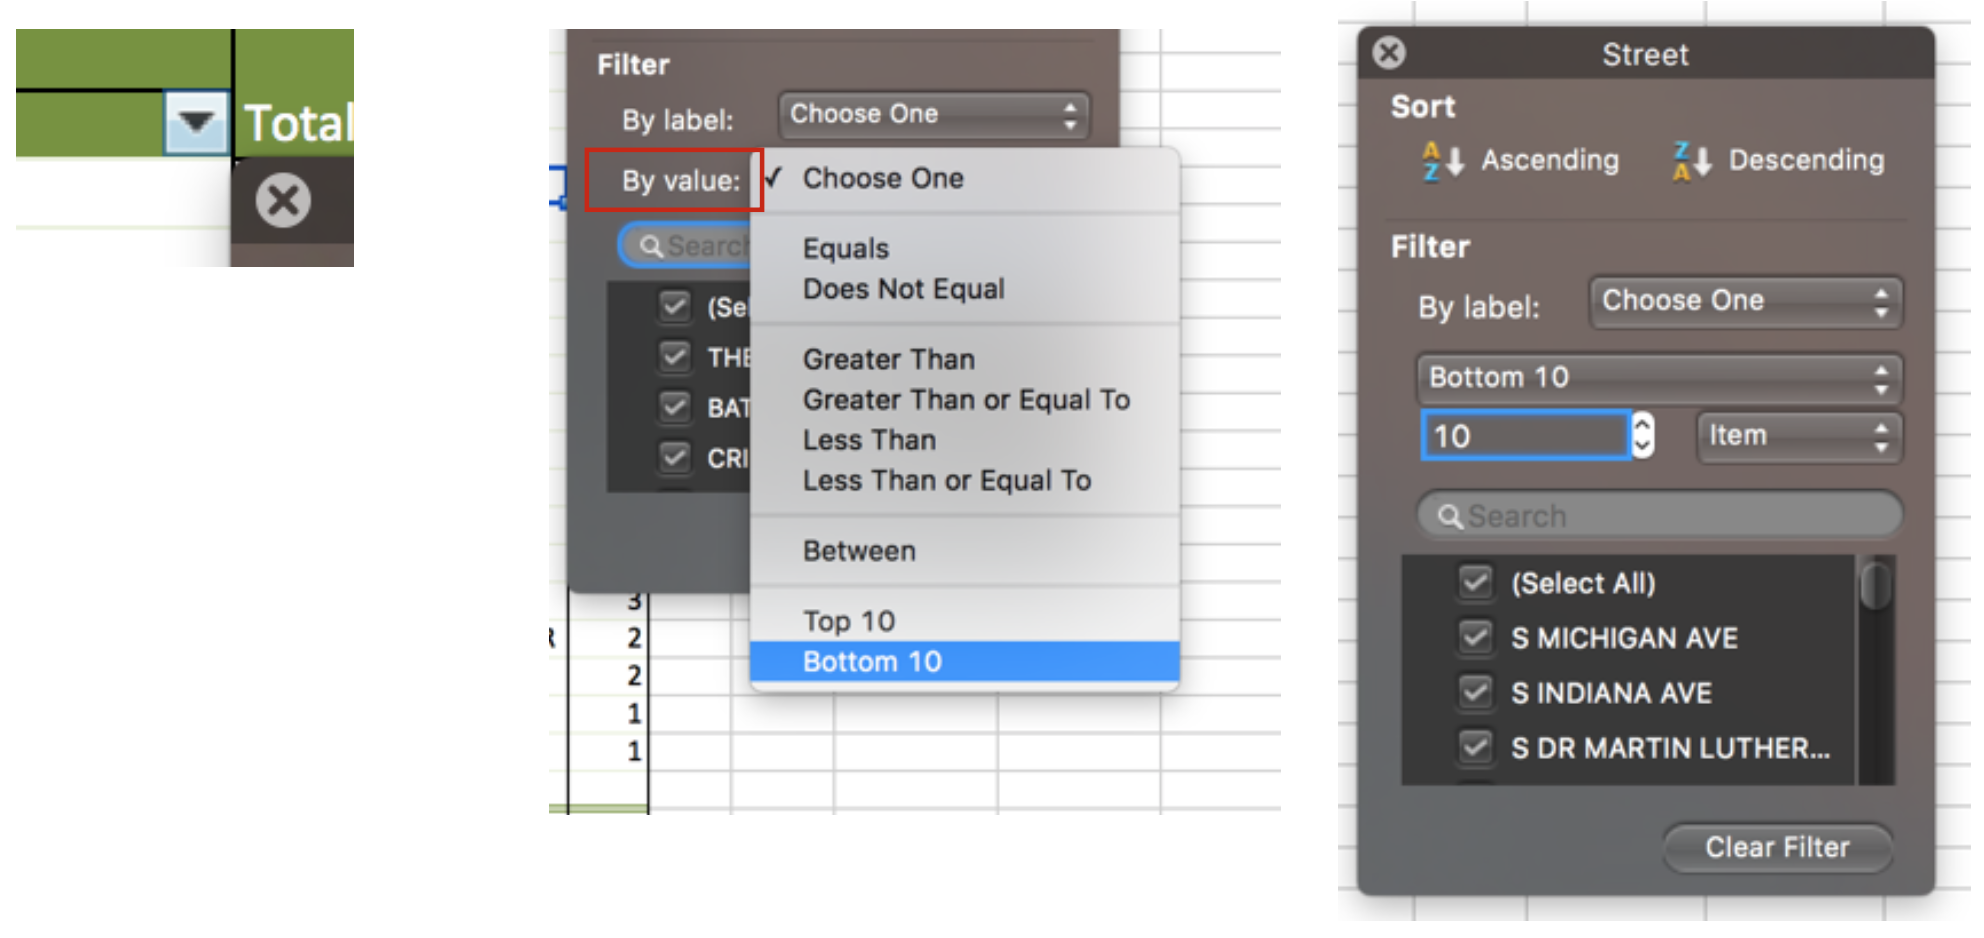 Total
Filter
By label: Choose One
By value: ✓ Choose One
Search
Equals
Does Not Equal
Greater Than
Greater Than or Equal To
Less Than
Less Than or Equal To
Between
Top 10
Bottom 10
(Sel
THE
BAT
CRI
3
R 2
2
1
1
Street
Sort
A Z Ascending Z A Descending
Filter
By label: Choose One
Bottom 10
10 Item
Search
(Select All)
S MICHIGAN AVE
S INDIANA AVE
S DR MARTIN LUTHER...
Clear Filter